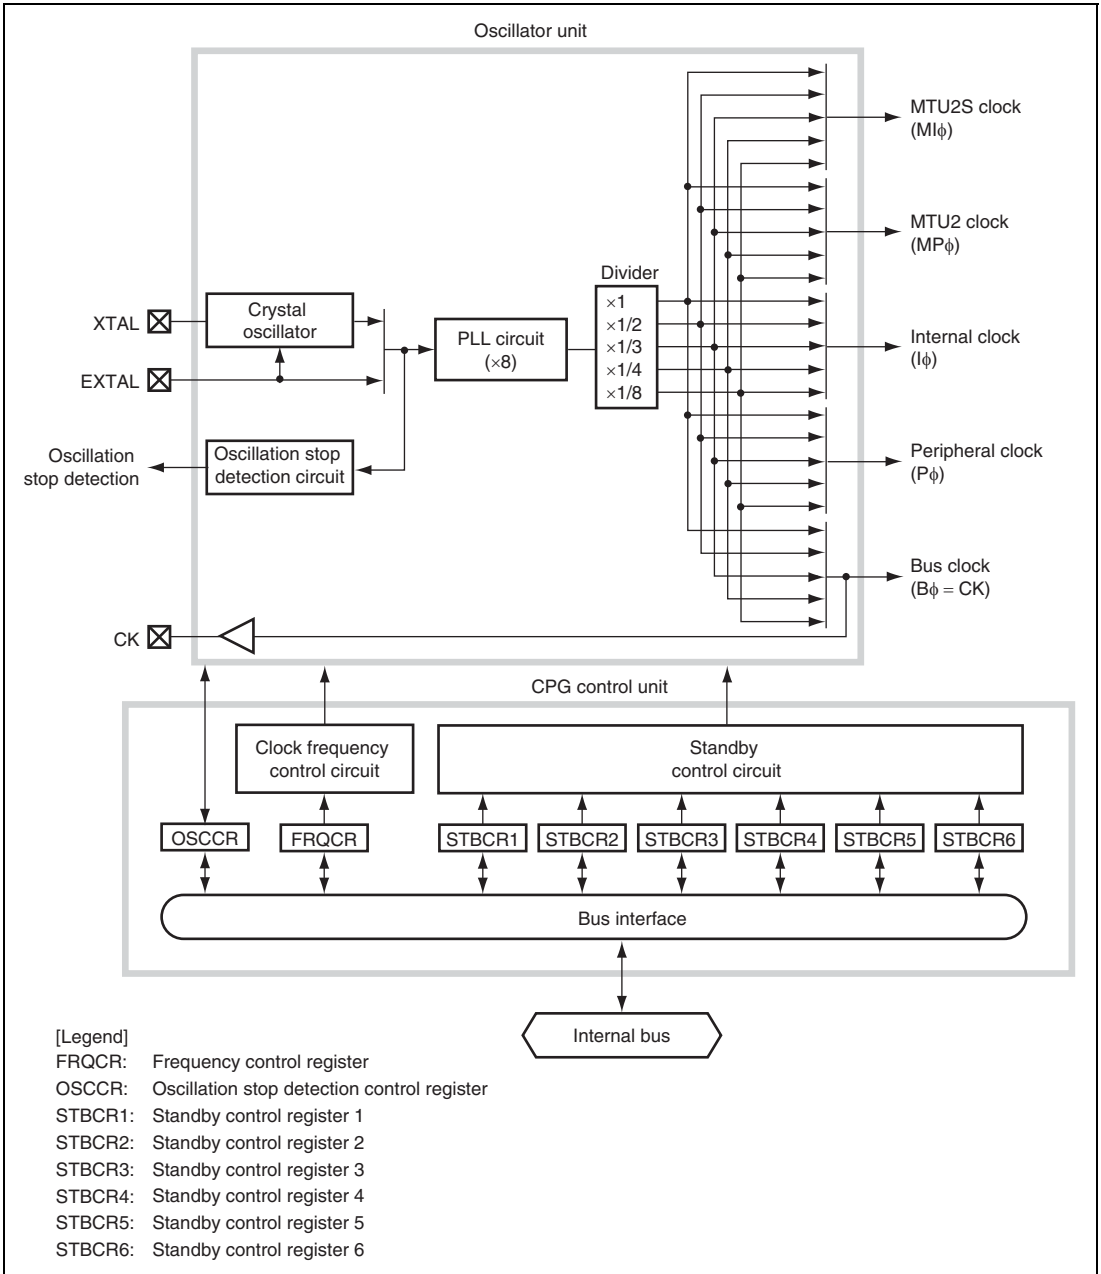 Oscillator unit
MTU2S clock
(MIϕ)
MTU2 clock
(MPϕ)
Divider
×1
×1/2
×1/3
×1/4
×1/8
XTAL
Crystal
oscillator
PLL circuit
(×8)
Internal clock
(Iϕ)
EXTAL
Oscillation
stop detection
Oscillation stop
detection circuit
Peripheral clock
(Pϕ)
Bus clock
(Bϕ = CK)
CK
CPG control unit
Clock frequency
control circuit
Standby
control circuit
OSCCR
FRQCR
STBCR1
STBCR2
STBCR3
STBCR4
STBCR5
STBCR6
Bus interface
Internal bus
[Legend]
FRQCR: Frequency control register
OSCCR: Oscillation stop detection control register
STBCR1: Standby control register 1
STBCR2: Standby control register 2
STBCR3: Standby control register 3
STBCR4: Standby control register 4
STBCR5: Standby control register 5
STBCR6: Standby control register 6